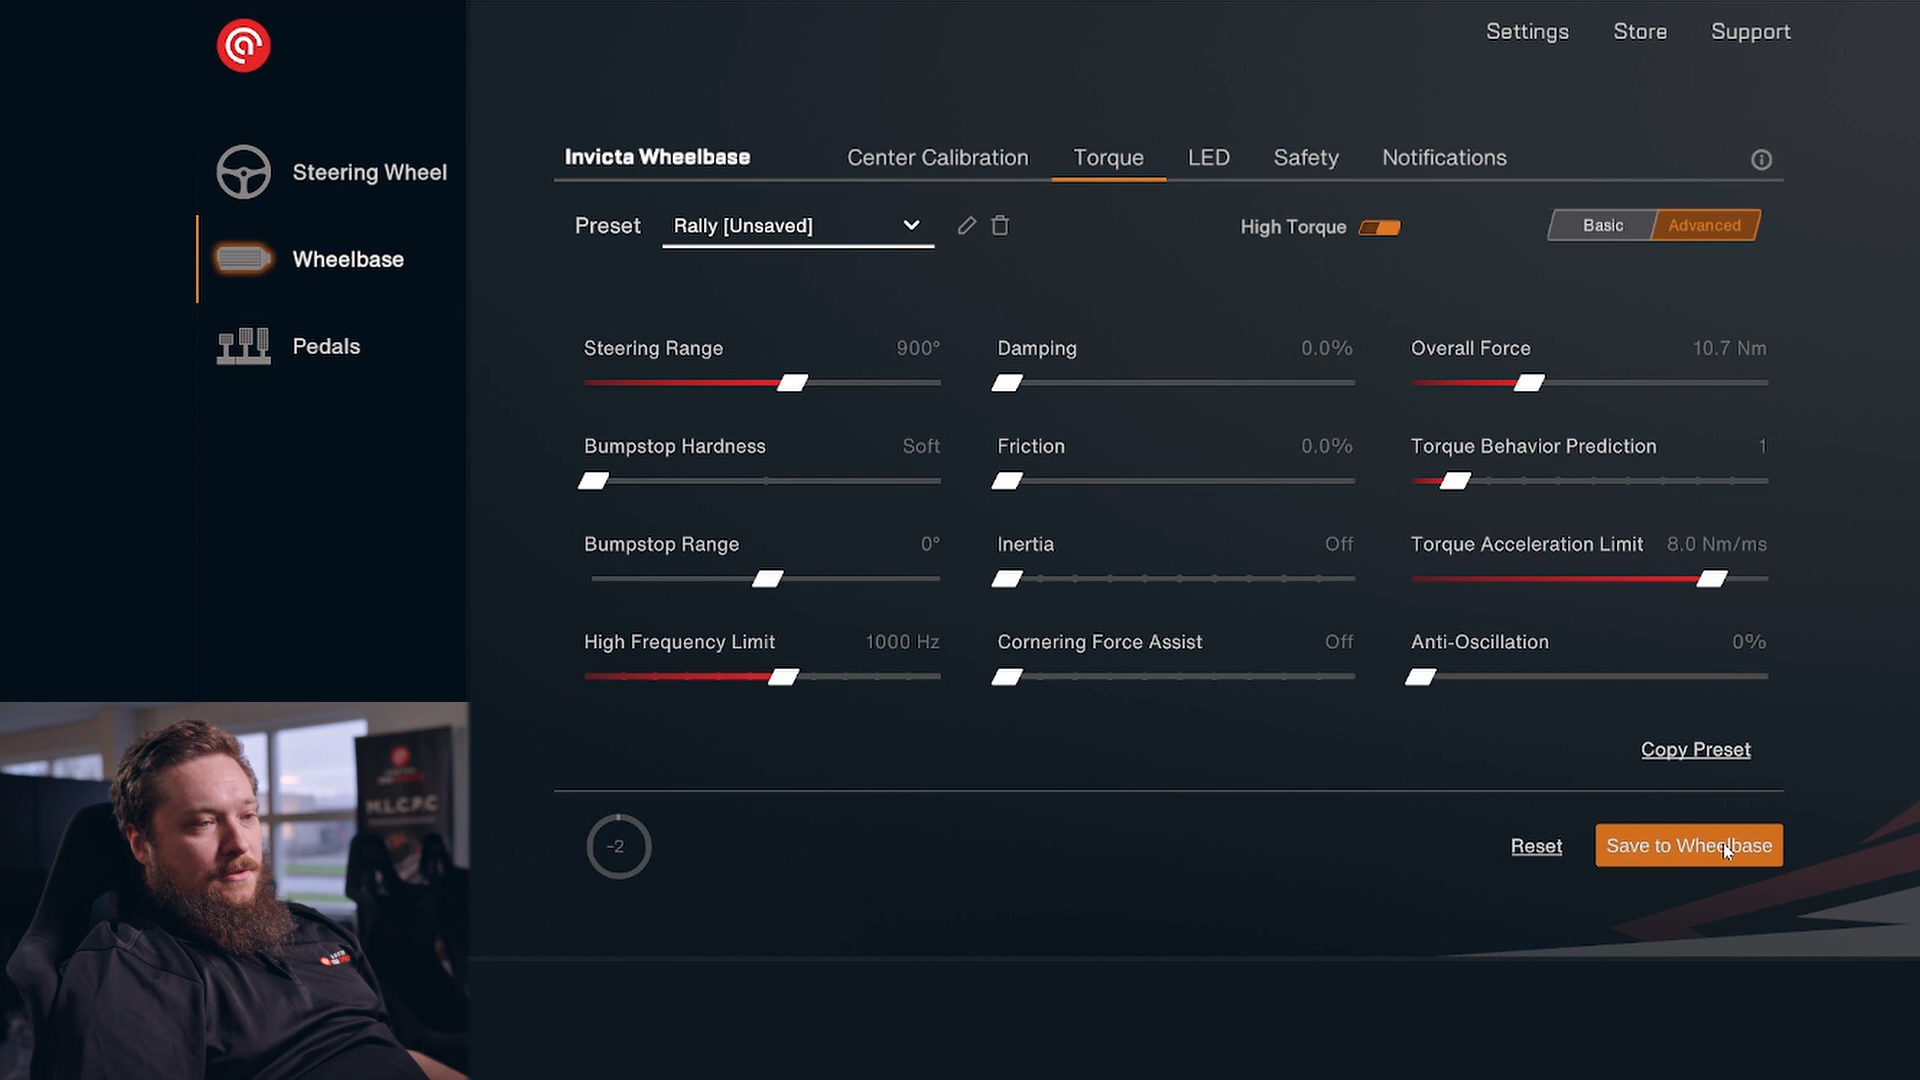 Settings Store Support
Steering Wheel
Wheelbase
Pedals
Invicta Wheelbase Center Calibration Torque LED Safety Notifications
Preset Rally [Unsaved] High Torque Basic Advanced
Steering Range 900° Damping 0.0% Overall Force 10.7 Nm
Bumpstop Hardness Soft Friction 0.0% Torque Behavior Prediction 1
Bumpstop Range 0° Inertia Off Torque Acceleration Limit 8.0 Nm/ms
High Frequency Limit 1000 Hz Cornering Force Assist Off Anti-Oscillation 0%
Copy Preset
-2 Reset Save to Wheelbase
M.L.C.P.C